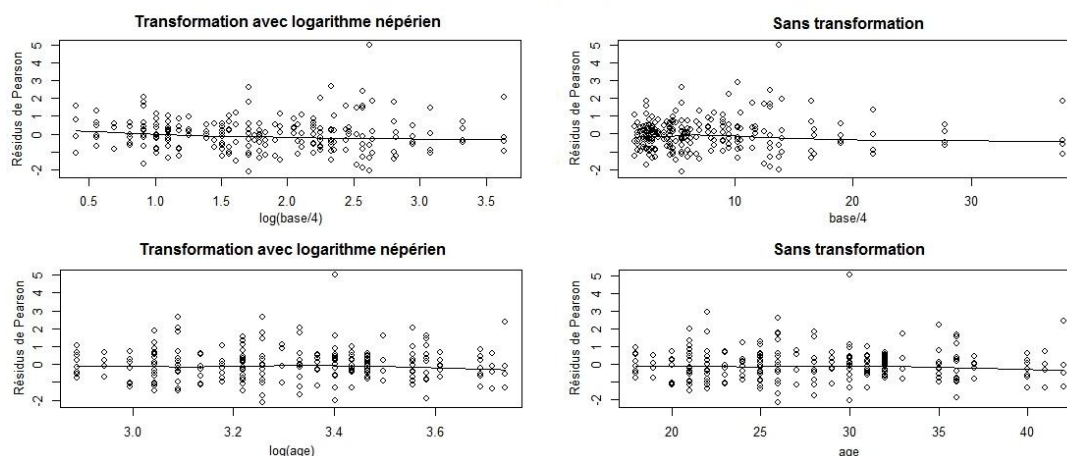 Transformation avec logarithme népérien
Résidus de Pearson
-2 0 1 2 3 4 5
0.5 1.0 1.5 2.0 2.5 3.0 3.5
log(base/4)
Sans transformation
Résidus de Pearson
-2 0 1 2 3 4 5
10 20 30
base/4
Transformation avec logarithme népérien
Résidus de Pearson
-2 0 1 2 3 4 5
3.0 3.2 3.4 3.6
log(age)
Sans transformation
Résidus de Pearson
-2 0 1 2 3 4 5
20 25 30 35 40
age